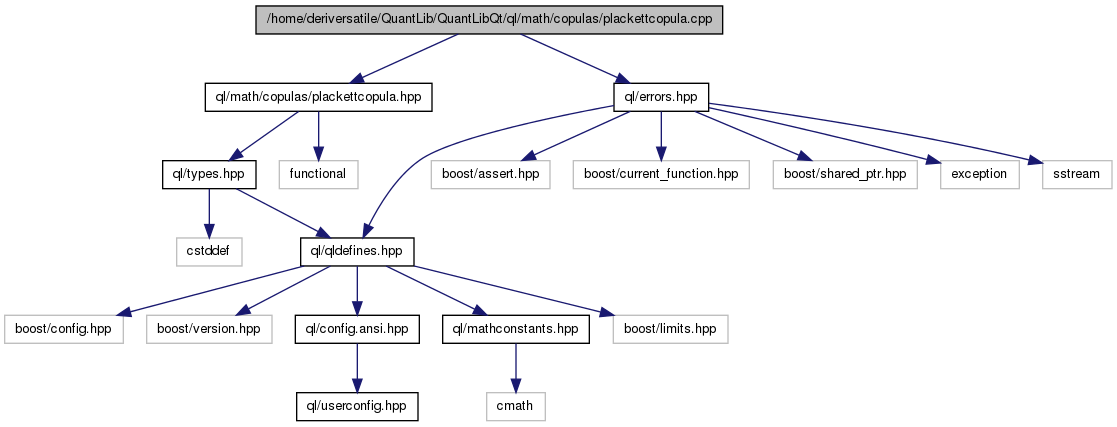 /home/deriversatile/QuantLib/QuantLibQt/ql/math/copulas/plackettcopula.cpp
ql/math/copulas/plackettcopula.hpp
ql/errors.hpp
ql/types.hpp
functional
boost/assert.hpp
boost/current_function.hpp
boost/shared_ptr.hpp
exception
sstream
cstddef
ql/qldefines.hpp
boost/config.hpp
boost/version.hpp
ql/config.ansi.hpp
ql/mathconstants.hpp
boost/limits.hpp
ql/userconfig.hpp
cmath